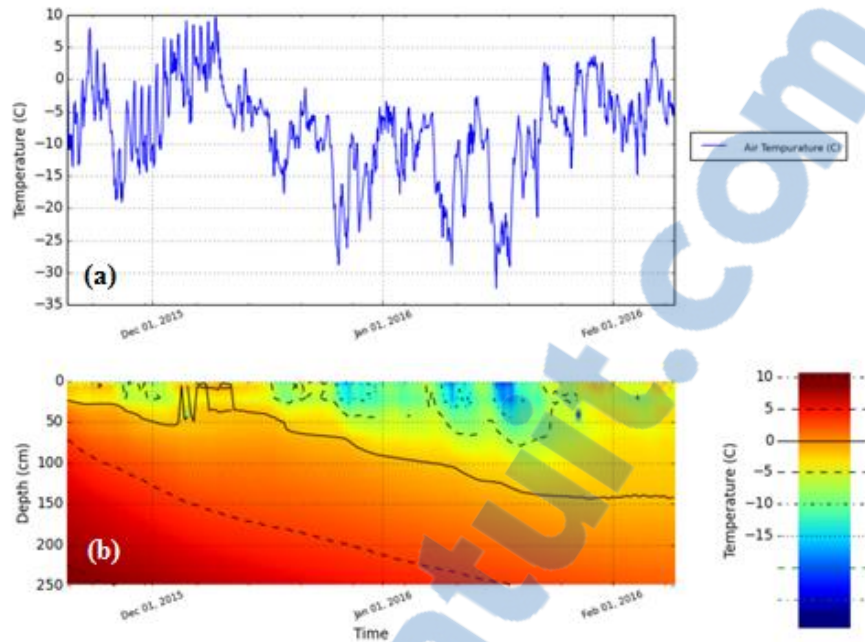 10
5
0
−5
−10
−15
−20
−25
−30
−35
Temperature (C)
(a)
Air Tempurature (C)
Dec 01, 2015
Jan 01, 2016
Feb 01, 2016
0
50
100
150
200
250
Depth (cm)
(b)
Dec 01, 2015
Jan 01, 2016
Feb 01, 2016
Time
10
5
0
−5
−10
−15
Temperature (C)
tuit.com